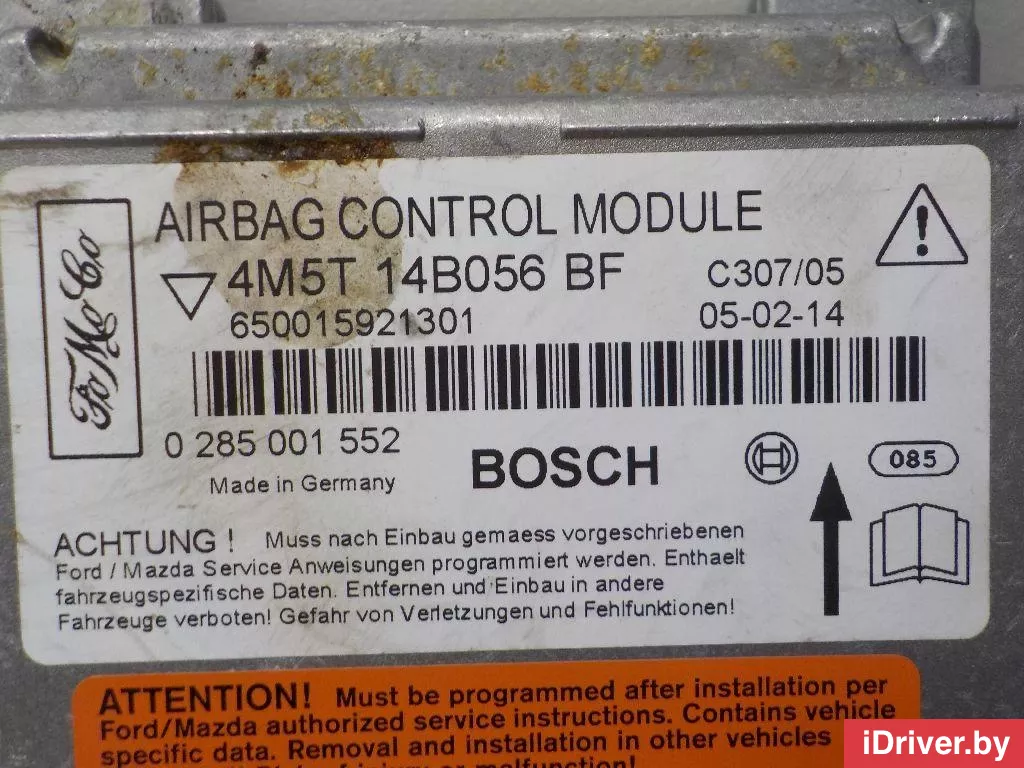 FoMoCo
AIRBAG CONTROL MODULE
4M5T 14B056 BF C307/05
650015921301 05-02-14
0 285 001 552
Made in Germany
BOSCH
085
ACHTUNG ! Muss nach Einbau gemaess vorgeschriebenen
Ford / Mazda Service Anweisungen programmiert werden. Enthaelt
fahrzeugspezifische Daten. Entfernen und Einbau in andere
Fahrzeuge verboten! Gefahr von Verletzungen und Fehlfunktionen!
ATTENTION! Must be programmed after installation per
Ford/Mazda authorized service instructions. Contains vehicle
specific data. Removal and installation in other vehicles
malfunction!
iDriver.by